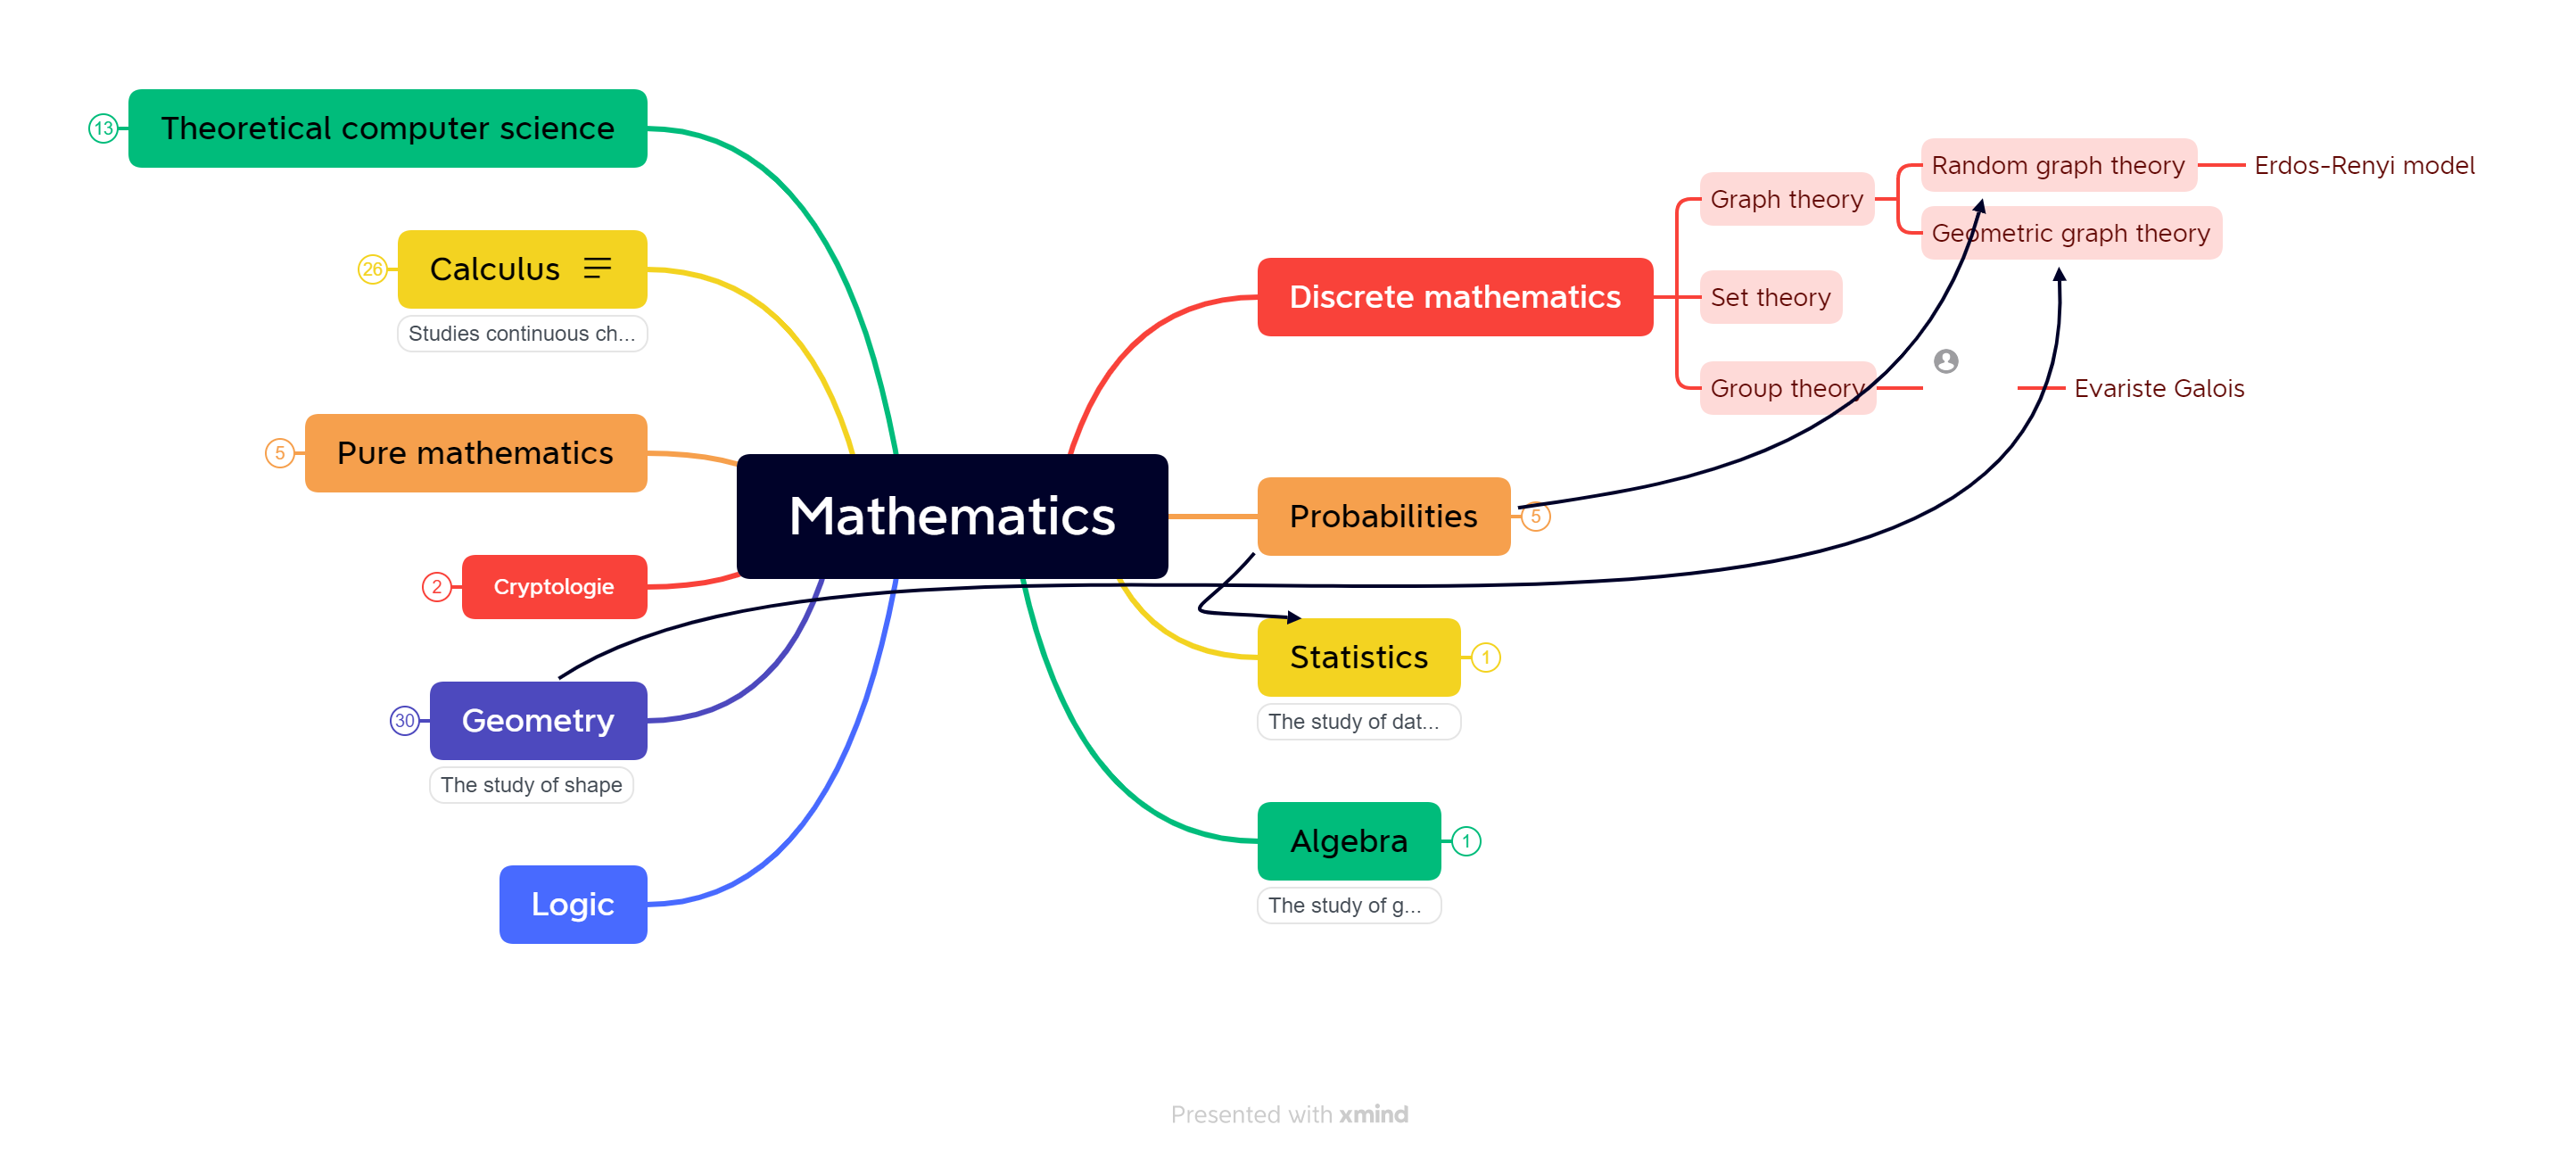 13
Theoretical computer science
26
Calculus
Studies continuous ch...
5
Pure mathematics
2
Cryptologie
30
Geometry
The study of shape
Logic
Mathematics
Discrete mathematics
Graph theory
Random graph theory
Erdos-Renyi model
Geometric graph theory
Set theory
Group theory
Evariste Galois
Probabilities
5
Statistics
1
The study of dat...
Algebra
1
The study of g...
Presented with xmind